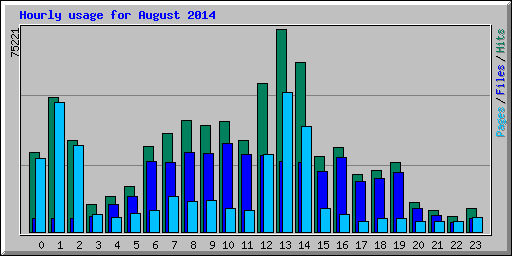 Hourly usage for August 2014
75221
Pages / Files / Hits
0 1 2 3 4 5 6 7 8 9 10 11 12 13 14 15 16 17 18 19 20 21 22 23